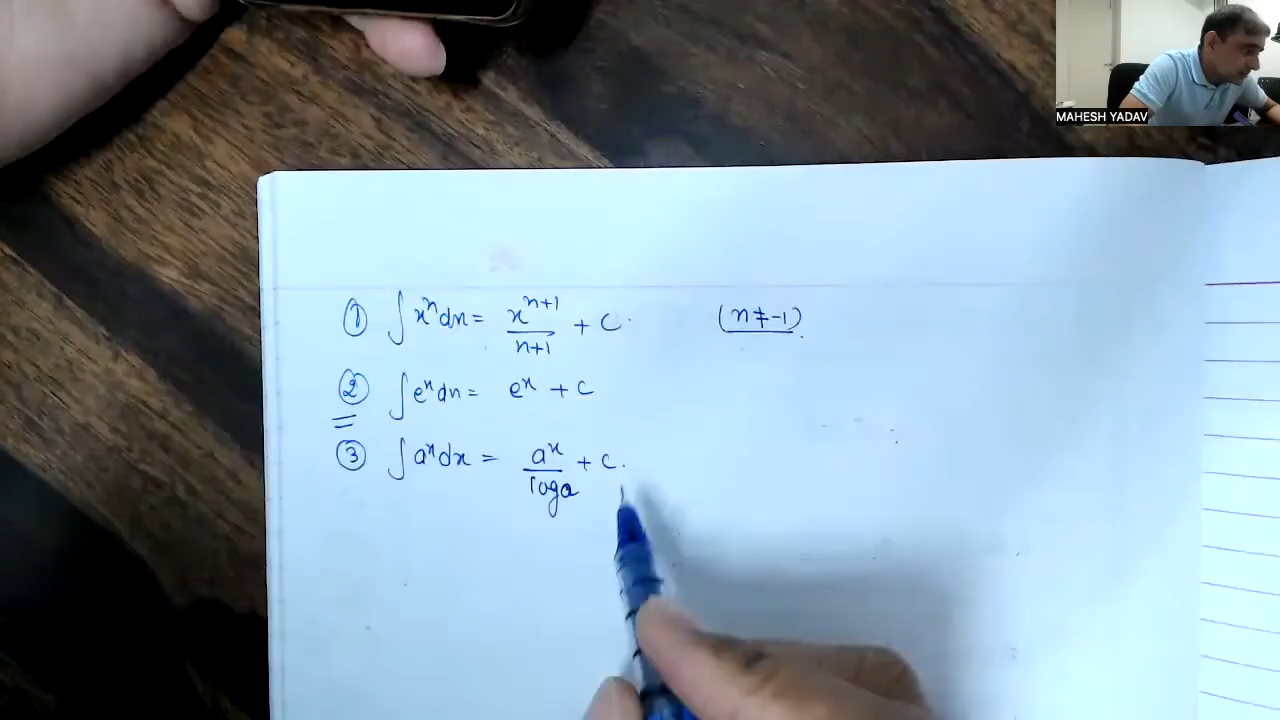 MAHESH YADAV
① ∫xⁿdx = xⁿ⁺¹/n+1 + C. (n ≠ -1)
② ∫eˣdx = eˣ + C
③ ∫aˣdx = aˣ/loga + C.